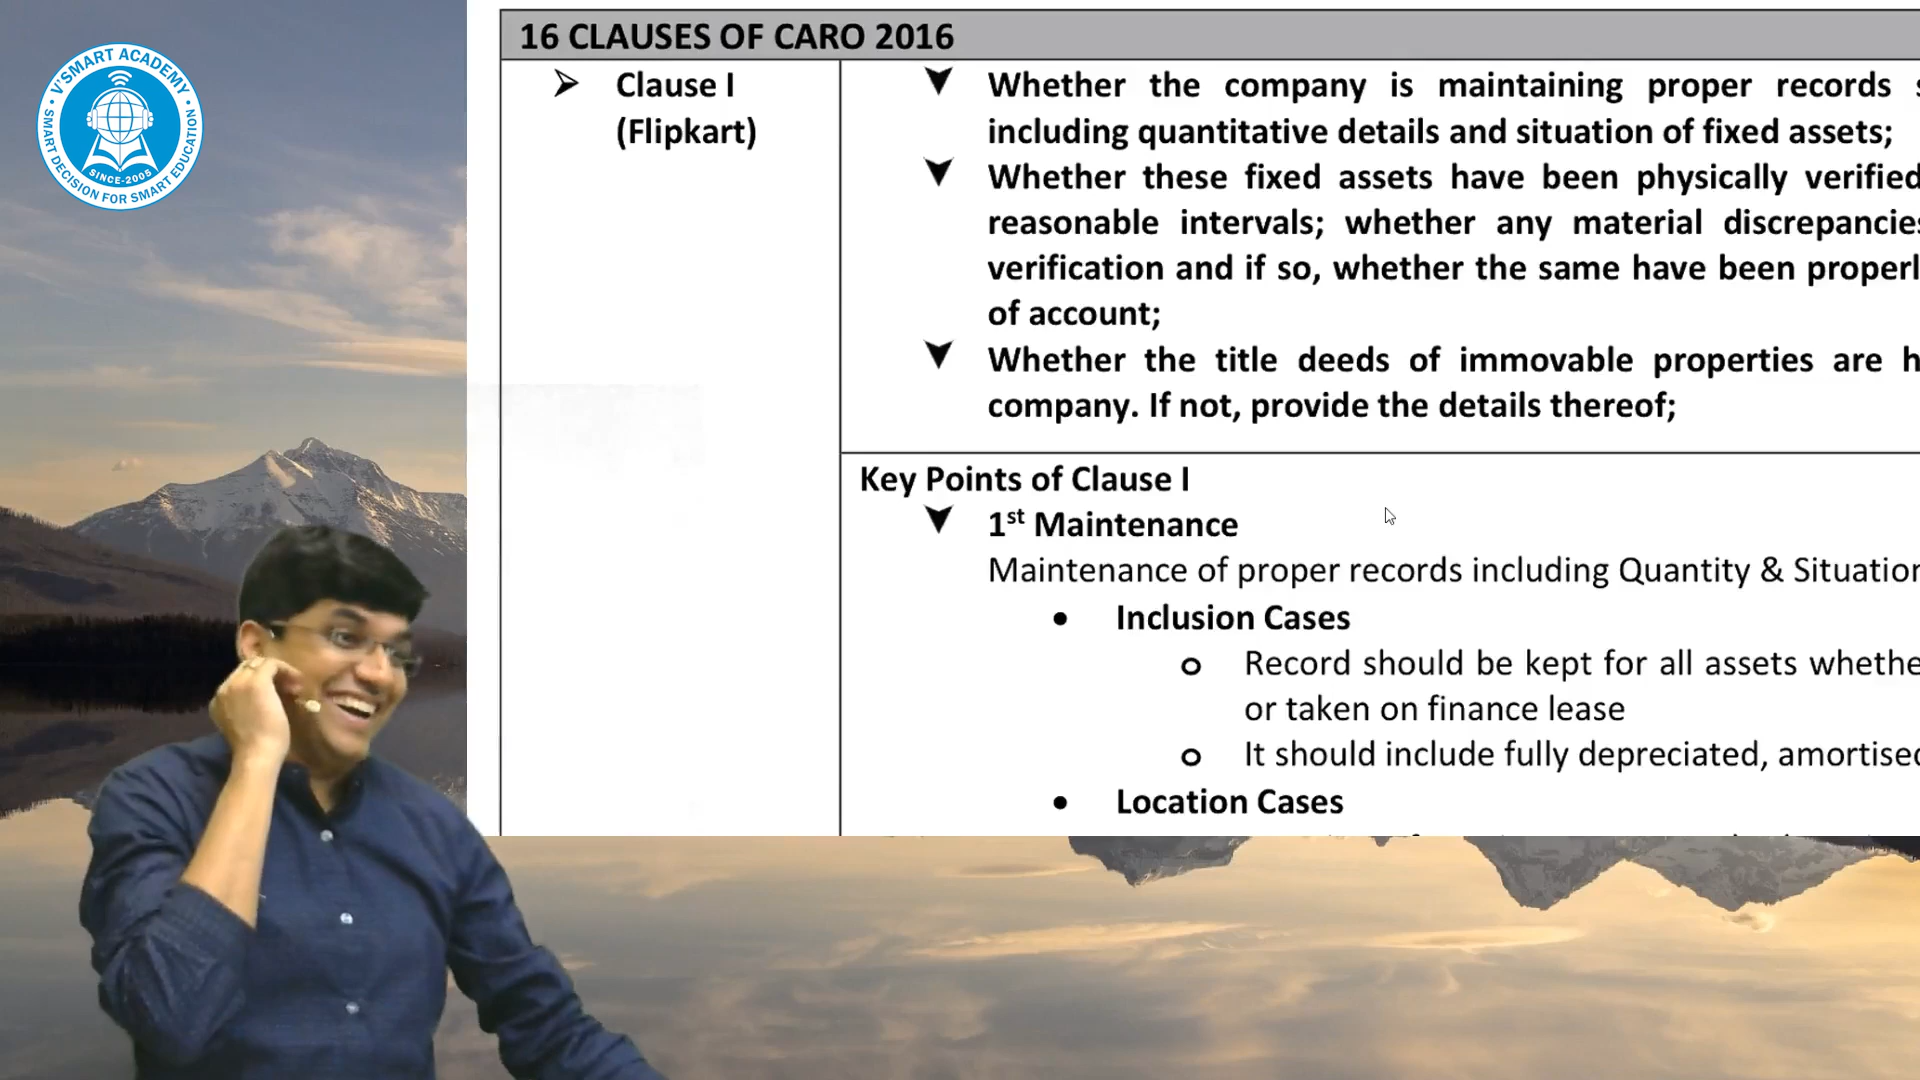 V'SMART ACADEMY
SINCE-2005
SMART DECISION FOR SMART EDUCATION
16 CLAUSES OF CARO 2016
Clause I
(Flipkart)
Whether the company is maintaining proper records
including quantitative details and situation of fixed assets;
Whether these fixed assets have been physically verified
reasonable intervals; whether any material discrepancies
verification and if so, whether the same have been properl
of account;
Whether the title deeds of immovable properties are h
company. If not, provide the details thereof;
Key Points of Clause I
1st Maintenance
Maintenance of proper records including Quantity & Situation
Inclusion Cases
Record should be kept for all assets whethe
or taken on finance lease
It should include fully depreciated, amortised
Location Cases